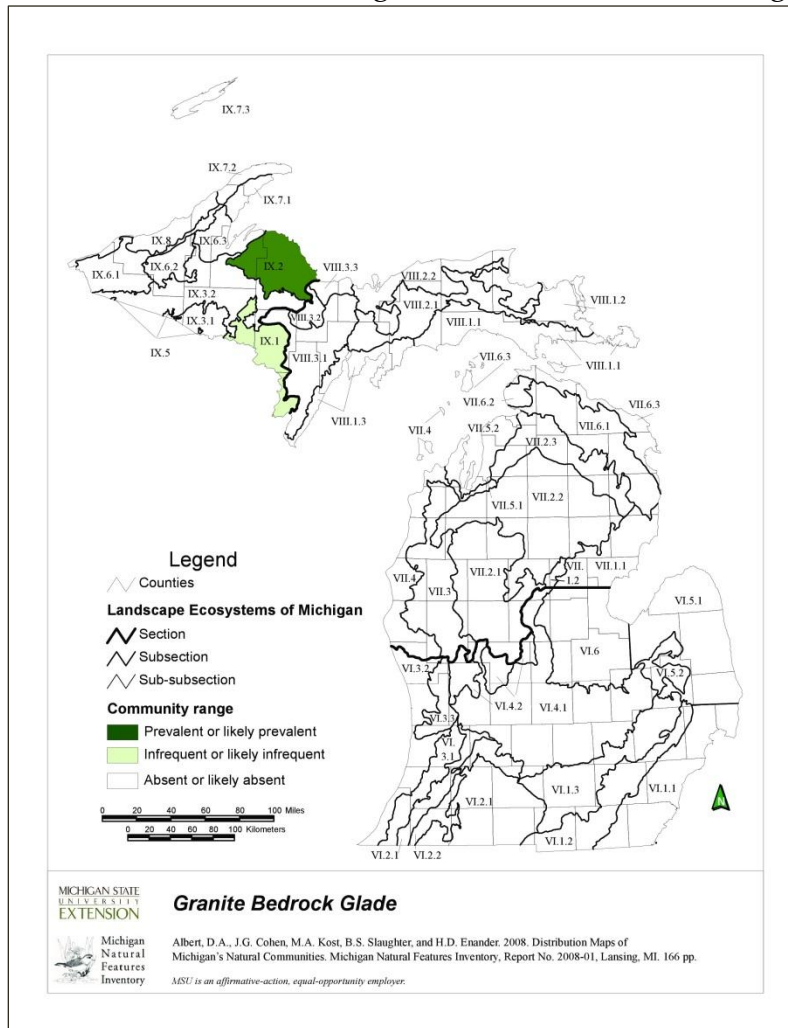 IX.7.3
IX.7.2
IX.7.1
IX.8
IX.6.3
IX.6.1
IX.6.2
IX.2
VIII.3.3
VIII.2.2
IX.3.2
VIII.2.1
VIII.1.2
IX.3.1
VIII.3.2
VIII.1.1
IX.1
IX.5
VIII.3.1
VIII.1.1
VII.6.3
VII.6.2
VII.6.3
VIII.1.3
VII.4
VII.5.2
VII.6.1
VII.2.3
VII.5.1
VII.2.2
Legend
Counties
Landscape Ecosystems of Michigan
Section
Subsection
Sub-subsection
Community range
Prevalent or likely prevalent
Infrequent or likely infrequent
Absent or likely absent
0 20 40 60 80 100 Miles
0 20 40 60 80 100 Kilometers
VII.4
VII.3
VII.2.1
VII.
1.2
VII.1.1
VI.5.1
VI.6
VI.3.2
VI.5.2
VI.4.2
VI.4.1
VI.3.3
VI.
3.1
VI.2.1
VI.1.3
VI.1.1
N
VI.2.1
VI.2.2
VI.1.2
MICHIGAN STATE
UNIVERSITY
EXTENSION
Granite Bedrock Glade
Michigan
Natural
Features
Inventory
Albert, D.A., J.G. Cohen, M.A. Kost, B.S. Slaughter, and H.D. Enander. 2008. Distribution Maps of
Michigan's Natural Communities. Michigan Natural Features Inventory, Report No. 2008-01, Lansing, MI. 166 pp.
MSU is an affirmative-action, equal-opportunity employer.